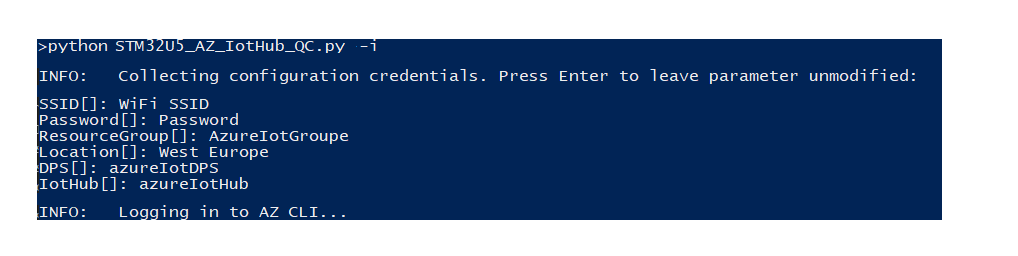 >python STM32U5_AZ_IotHub_QC.py -i
INFO: Collecting configuration credentials. Press Enter to leave parameter unmodified:
SSID[]: WiFi SSID
Password[]: Password
ResourceGroup[]: AzureIotGroupe
Location[]: West Europe
DPS[]: azureIotDPS
IotHub[]: azureIotHub
INFO: Logging in to AZ CLI...